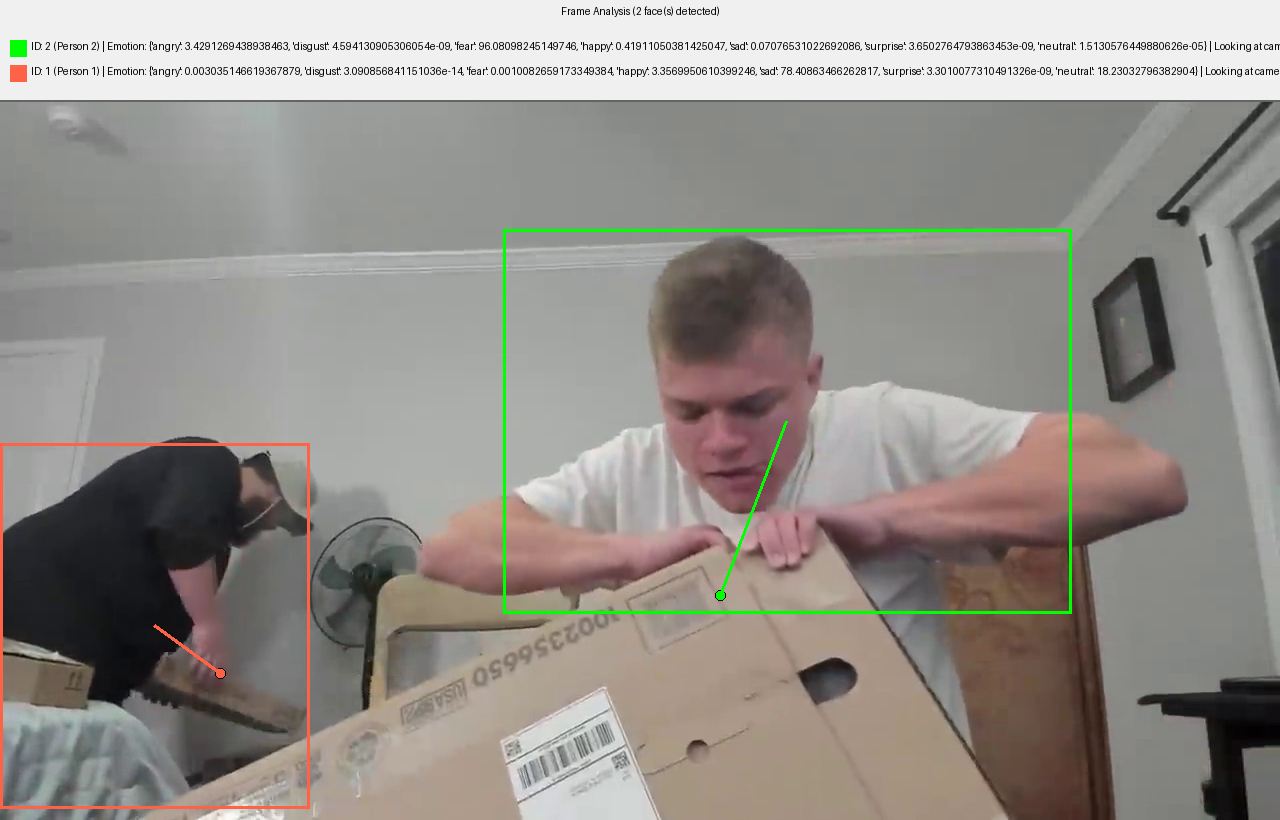 Frame Analysis (2 face(s) detected)
ID: 2 (Person 2) | Emotion: {'angry': 3.4291269438938463, 'disgust': 4.594130905306054e-09, 'fear': 96.08098245149746, 'happy': 0.41911050381425047, 'sad': 0.07076531022692086, 'surprise': 3.6502764793863453e-09, 'neutral': 1.5130576449880626e-05} | Looking at came
ID: 1 (Person 1) | Emotion: {'angry': 0.003035146619367879, 'disgust': 3.090856841151036e-14, 'fear': 0.0010082659173349384, 'happy': 3.3569950610399246, 'sad': 78.40863466262817, 'surprise': 3.3010077310491326e-09, 'neutral': 18.23032796382904} | Looking at came
0002356650